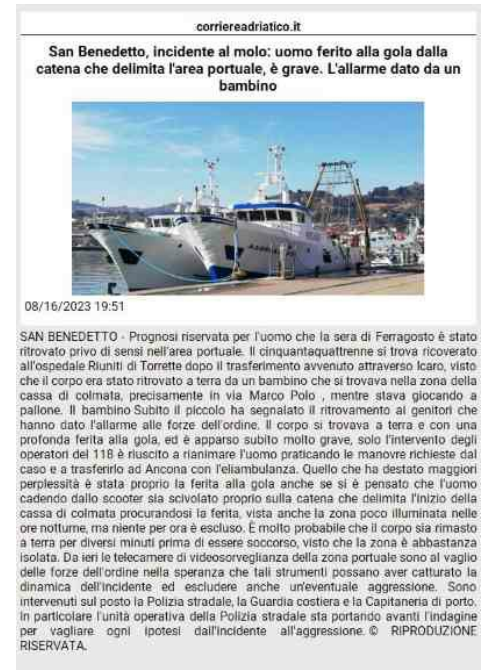 corriereadriatico.it
San Benedetto, incidente al molo: uomo ferito alla gola dalla
catena che delimita l'area portuale, è grave. L'allarme dato da un
bambino
08/16/2023 19:51
SAN BENEDETTO - Prognosi riservata per l'uomo che la sera di Ferragosto è stato
ritrovato privo di sensi nell'area portuale. Il cinquantaquattrenne si trova ricoverato
all'ospedale Riuniti di Torrette dopo il trasferimento avvenuto attraverso Icaro, visto
che il corpo era stato ritrovato a terra da un bambino che si trovava nella zona della
cassa di colmata, precisamente in via Marco Polo , mentre stava giocando a
pallone. Il bambino Subito il piccolo ha segnalato il ritrovamento ai genitori che
hanno dato l'allarme alle forze dell'ordine. Il corpo si trovava a terra e con una
profonda ferita alla gola, ed è apparso subito molto grave, solo l'intervento degli
operatori del 118 è riuscito a rianimare l'uomo praticando le manovre richieste dal
caso e a trasferirlo ad Ancona con l'eliambulanza. Quello che ha destato maggiori
perplessità è stata proprio la ferita alla gola anche se si è pensato che l'uomo
cadendo dallo scooter sia scivolato proprio sulla catena che delimita l'inizio della
cassa di colmata procurandosi la ferita, vista anche la zona poco illuminata nelle
ore notturne, ma niente per ora è escluso. È molto probabile che il corpo sia rimasto
a terra per diversi minuti prima di essere soccorso, visto che la zona è abbastanza
isolata. Da ieri le telecamere di videosorveglianza della zona portuale sono al vaglio
delle forze dell'ordine nella speranza che tali strumenti possano aver catturato la
dinamica dell'incidente ed escludere anche un'eventuale aggressione. Sono
intervenuti sul posto la Polizia stradale, la Guardia costiera e la Capitaneria di porto.
In particolare l'unità operativa della Polizia stradale sta portando avanti l'indagine
per vagliare ogni ipotesi dall'incidente all'aggressione. © RIPRODUZIONE
RISERVATA.